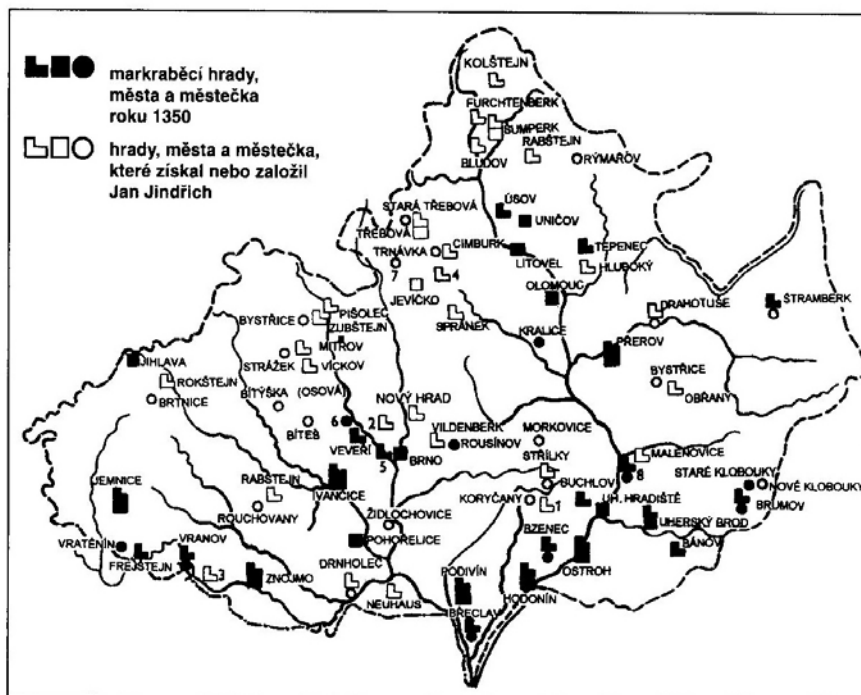 markraběcí hrady,
města a městečka
roku 1350
hrady, města a městečka,
které získal nebo založil
Jan Jindřich
KOLŠTEJN
FURCHTENBERK
ŠUMPERK
RABŠTEJN
BLUDOV
RÝMAŘOV
ÚSOV
STARÁ TŘEBOVÁ
UNIČOV
TŘEBOVÁ
TRNÁVKA
CIMBURK
TEPENEC
7
4
LITOVEL
HLUBOKÝ
JEVÍČKO
OLOMOUC
PIŠOLEC
BYSTŘICE
SPRÁNEK
DRAHOTUŠE
ŠTRAMBERK
ZUBŠTEJN
KRALICE
MITROV
PŘEROV
STRÁŽEK
JIHLAVA
VÍCKOV
ROKŠTEJN
BYSTŘICE
BÍTÝŠKA (OSOVÁ)
OBŘANY
BRTNICE
NOVÝ HRAD
6
2
VILDENBERK
MORKOVICE
BÍTEŠ
VEVEŘÍ
ROUSÍNOV
STŘÍLKY
MALENOVICE
5
BRNO
8
STARÉ KLOBOUKY
JEMNICE
RABŠTEJN
IVANČICE
BUCHLOV
NOVÉ KLOBOUKY
KORYČANY
1
UH. HRADIŠTĚ
BRUMOV
ROUCHOVANY
ŽIDLOCHOVICE
BZENEC
UHERSKÝ BROD
VRATĚNÍN
VRANOV
POHOŘELICE
BÁNOV
FREJŠTEJN
OSTROH
3
ZNOJMO
DRNHOLEC
PODIVÍN
NEUHAUS
HODONÍN
BŘECLAV